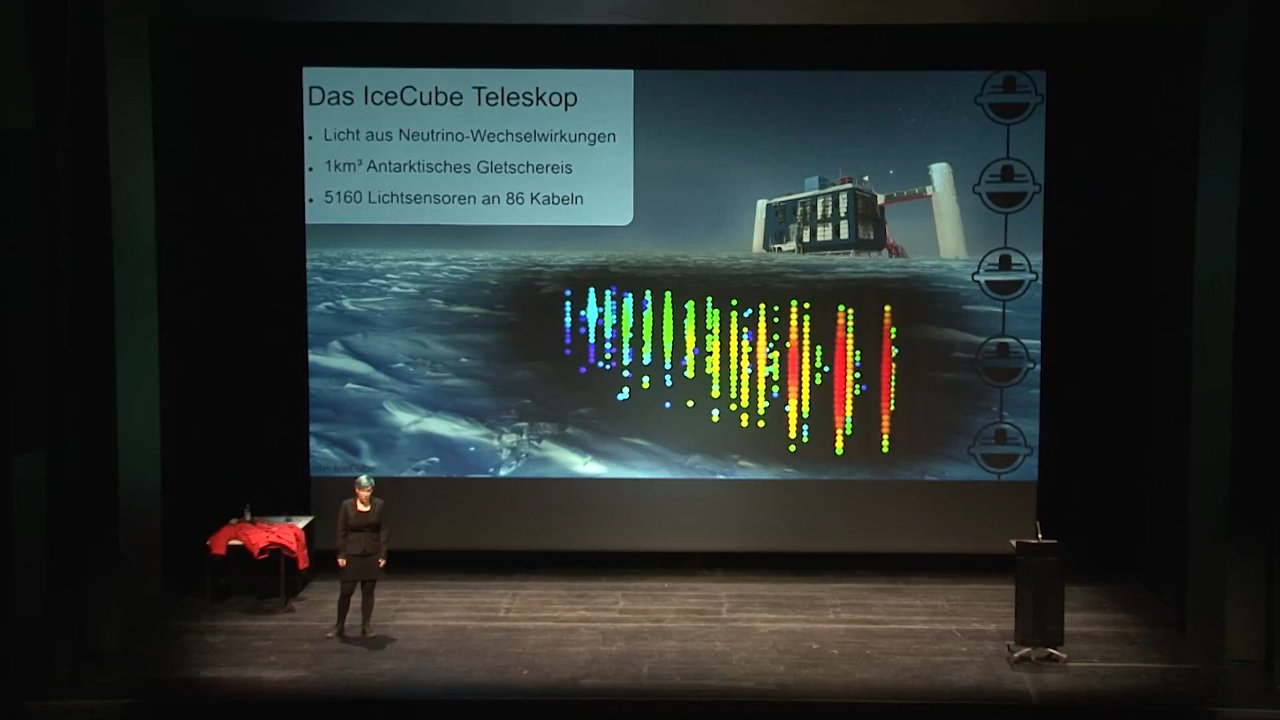 Das IceCube Teleskop
• Licht aus Neutrino-Wechselwirkungen
• 1km³ Antarktisches Gletschereis
• 5160 Lichtsensoren an 86 Kabeln